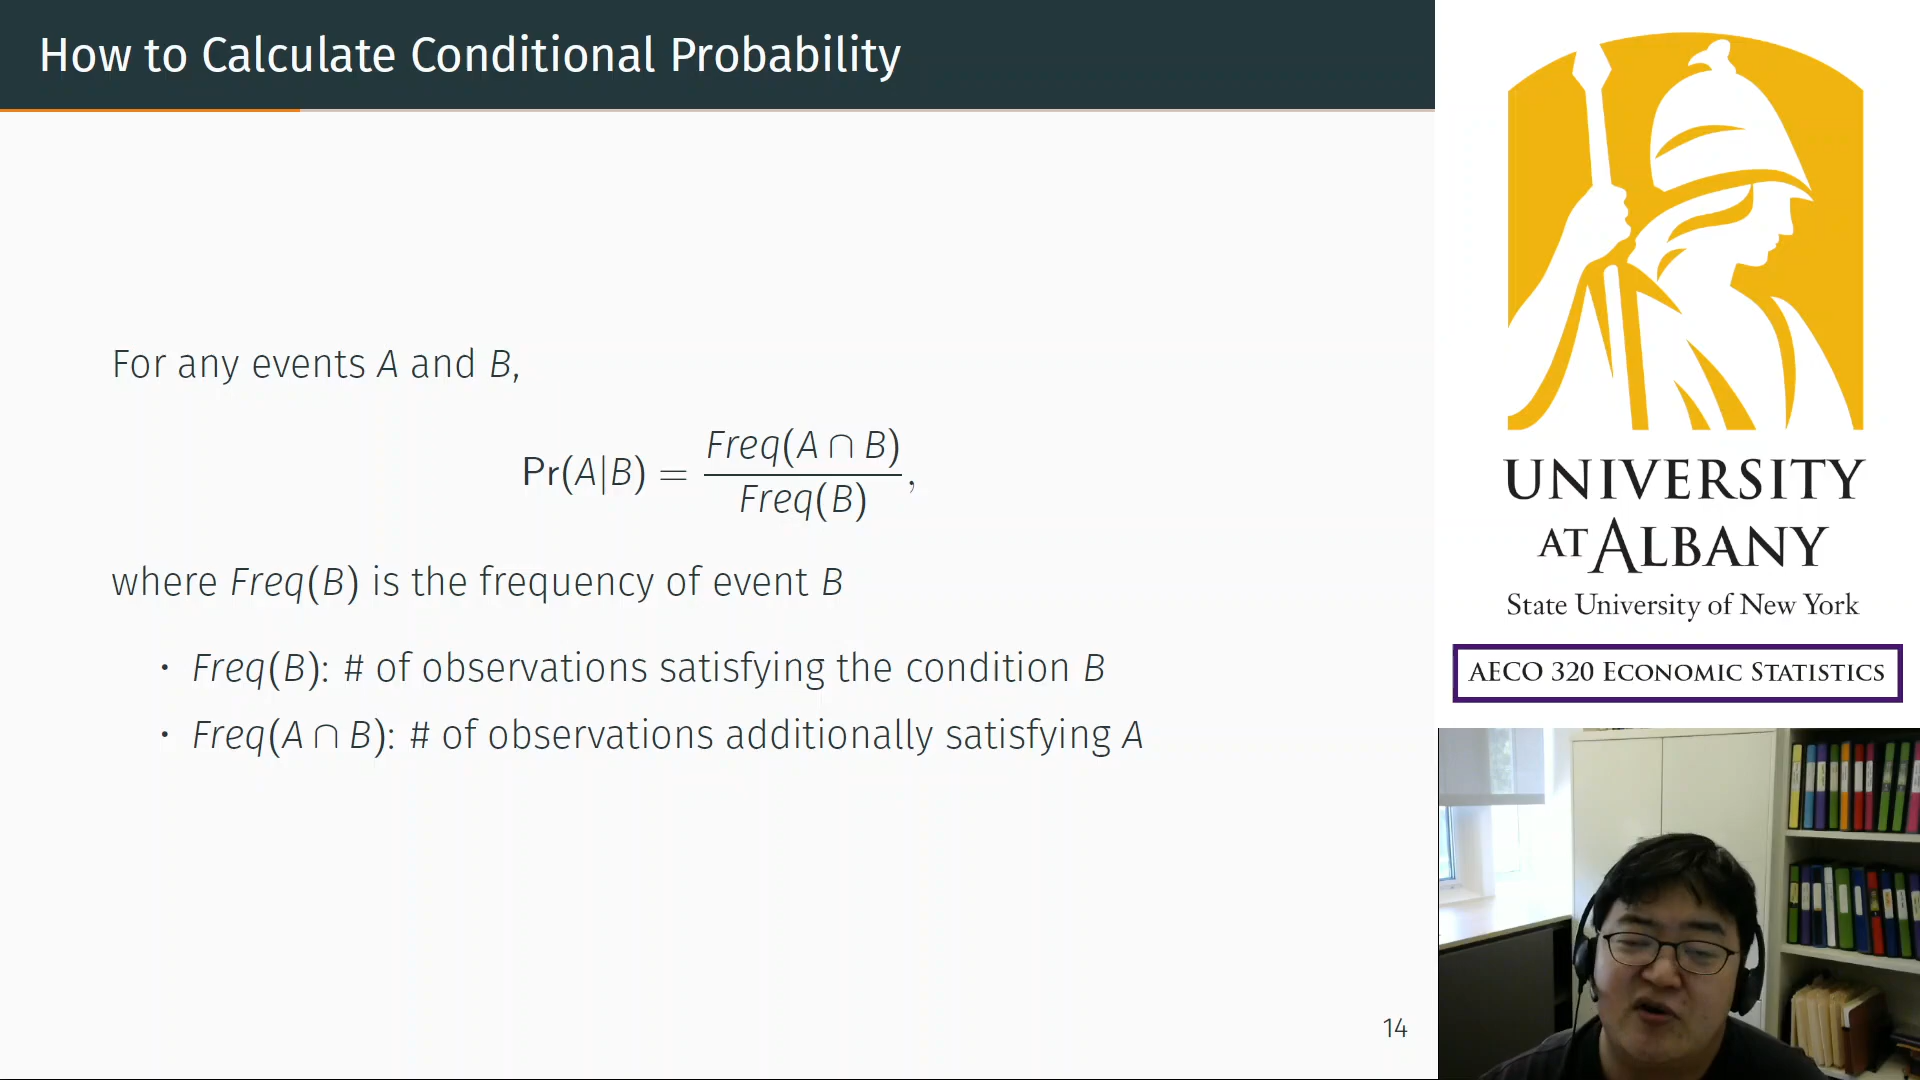 How to Calculate Conditional Probability
For any events A and B,
Pr(A|B) = Freq(A ∩ B) / Freq(B),
where Freq(B) is the frequency of event B
• Freq(B): # of observations satisfying the condition B
• Freq(A ∩ B): # of observations additionally satisfying A
14
UNIVERSITY
AT ALBANY
State University of New York
AECO 320 ECONOMIC STATISTICS